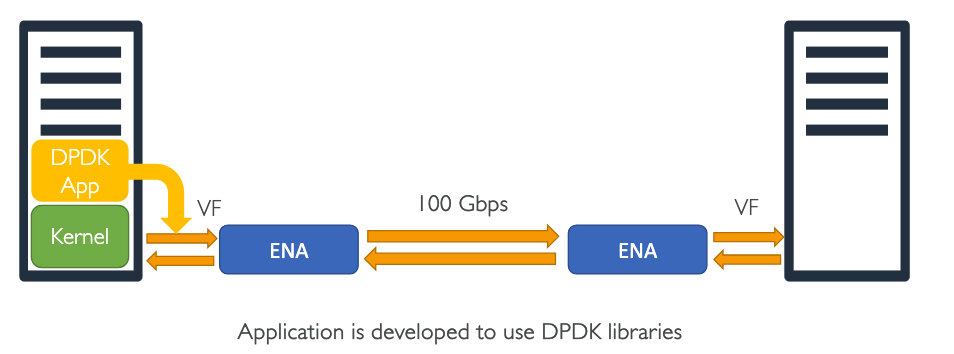 DPDK
App
Kernel
VF
ENA
100 Gbps
ENA
VF
Application is developed to use DPDK libraries